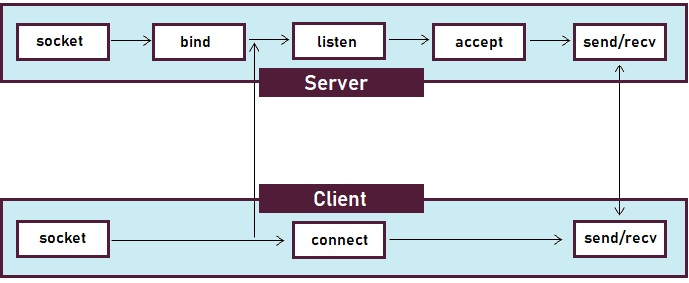 socket
bind
listen
accept
send/recv
Server
Client
socket
connect
send/recv